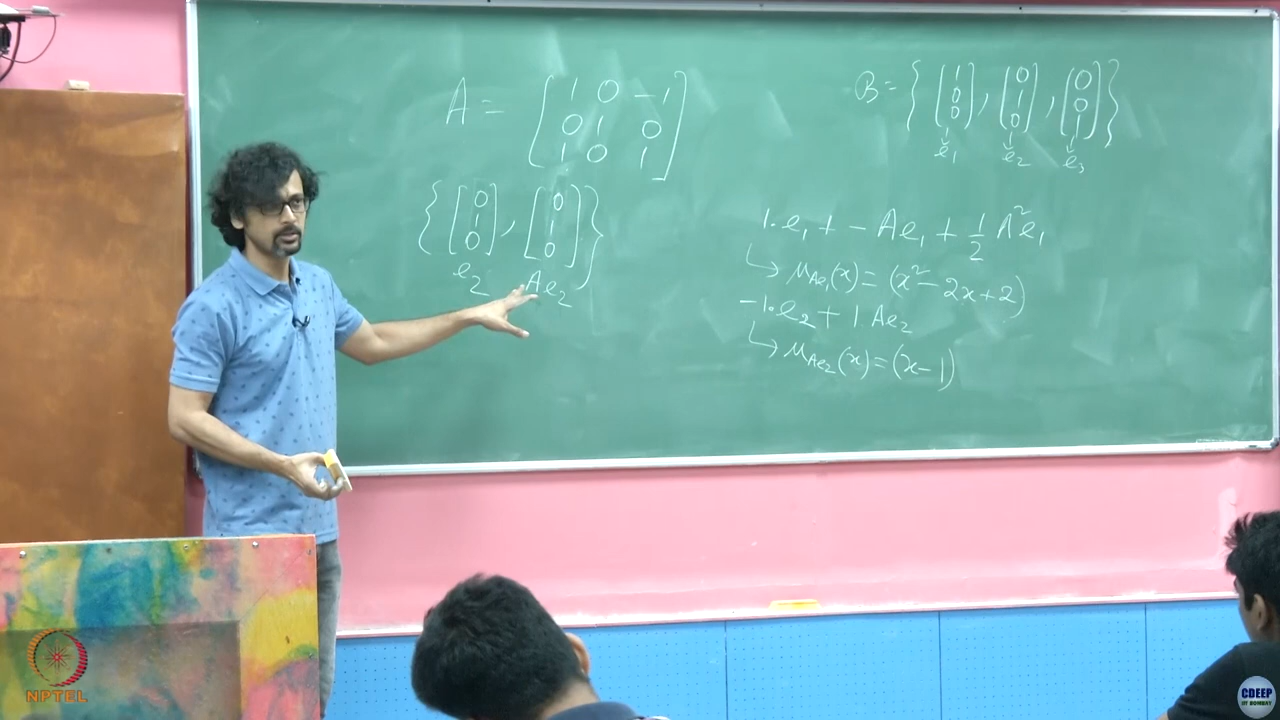 A = [ 1 0 -1
0 1 0
1 0 1 ]
{ [ 0 1 0 ] , [ 0 1 0 ] }
e₂ Ae₂
B = { [ 1 0 0 ] , [ 0 1 0 ] , [ 0 0 1 ] }
e₁ e₂ e₃
1.e₁ + - Ae₁ + 1/2 A²e₁
↳ μ_Ae₁(x) = (x² - 2x + 2)
-1.e₂ + 1.Ae₂
↳ μ_Ae₂(x) = (x - 1)
NPTEL
CDEEP
IIT BOMBAY